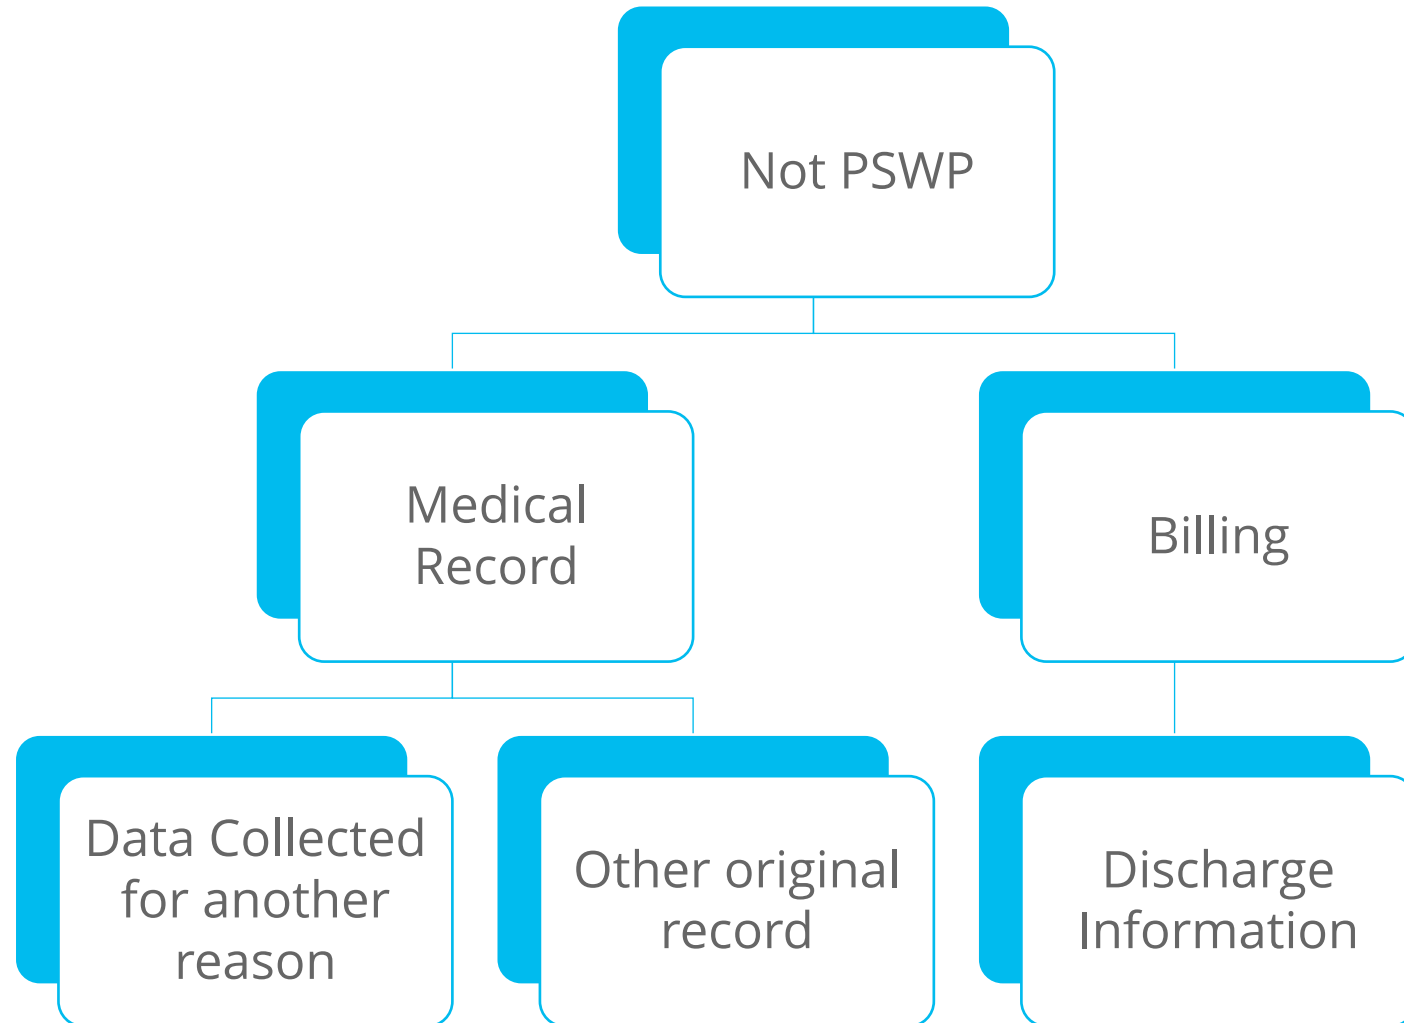 Not PSWP
Medical
Record
Billing
Data Collected
for another
reason
Other original
record
Discharge
Information